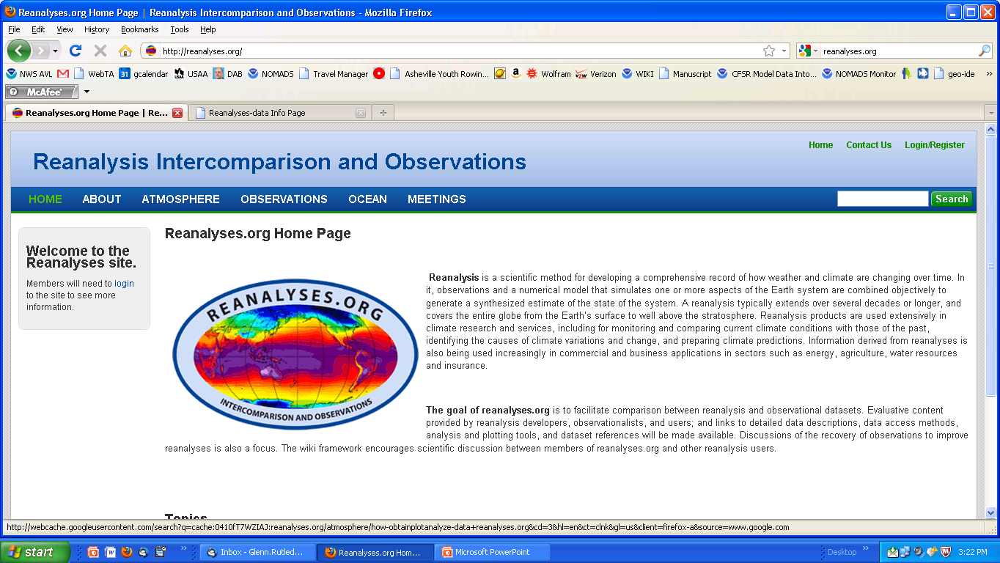 Reanalyses.org Home Page | Reanalysis Intercomparison and Observations - Mozilla Firefox
File Edit View History Bookmarks Tools Help
http://reanalyses.org/ reanalyses.org
NWS AVL WebTA 31 gcalendar USAA USAA DAB NOMADS Travel Manager Asheville Youth Rowin... Wolfram Verizon WIKI Manuscript CFSR Model Data Into... NOMADS Monitor geo-ide »
McAfee
Reanalyses.org Home Page | Re... Reanalyses-data Info Page
Home Contact Us Login/Register
Reanalysis Intercomparison and Observations
HOME ABOUT ATMOSPHERE OBSERVATIONS OCEAN MEETINGS Search
Welcome to the
Reanalyses site.
Members will need to login
to the site to see more
information.
Reanalyses.org Home Page
REANALYSES.ORG
INTERCOMPARISON AND OBSERVATIONS
Reanalysis is a scientific method for developing a comprehensive record of how weather and climate are changing over time. In
it, observations and a numerical model that simulates one or more aspects of the Earth system are combined objectively to
generate a synthesized estimate of the state of the system. A reanalysis typically extends over several decades or longer, and
covers the entire globe from the Earth's surface to well above the stratosphere. Reanalysis products are used extensively in
climate research and services, including for monitoring and comparing current climate conditions with those of the past,
identifying the causes of climate variations and change, and preparing climate predictions. Information derived from reanalyses is
also being used increasingly in commercial and business applications in sectors such as energy, agriculture, water resources
and insurance.
The goal of reanalyses.org is to facilitate comparison between reanalysis and observational datasets. Evaluative content
provided by reanalysis developers, observationalists, and users; and links to detailed data descriptions, data access methods,
analysis and plotting tools, and dataset references will be made available. Discussions of the recovery of observations to improve
reanalyses is also a focus. The wiki framework encourages scientific discussion between members of reanalyses.org and other reanalysis users.
Topics
http://webcache.googleusercontent.com/search?q=cache:0410fT7WZIAJ:reanalyses.org/atmosphere/how-obtainplotanalyze-data+reanalyses.org&cd=3&hl=en&ct=clnk&gl=us&client=firefox-a&source=www.google.com
start » Inbox - Glenn.Rutled... Reanalyses.org Hom... Microsoft PowerPoint Desktop » 3:22 PM